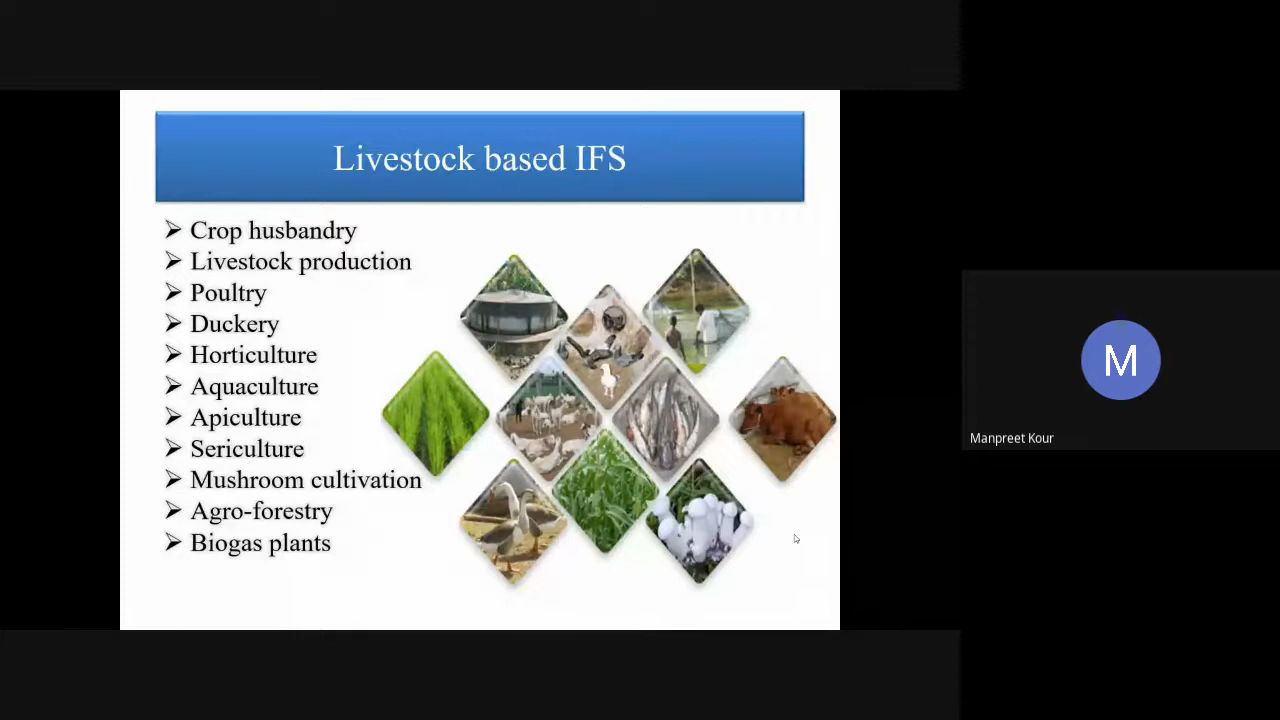 Livestock based IFS
➢ Crop husbandry
➢ Livestock production
➢ Poultry
➢ Duckery
➢ Horticulture
➢ Aquaculture
➢ Apiculture
➢ Sericulture
➢ Mushroom cultivation
➢ Agro-forestry
➢ Biogas plants
M
Manpreet Kour